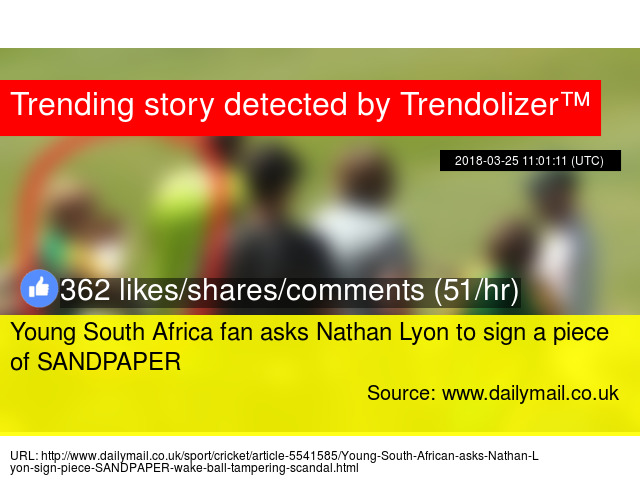 Trending story detected by Trendolizer™
2018-03-25 11:01:11 (UTC)
362 likes/shares/comments (51/hr)
Young South Africa fan asks Nathan Lyon to sign a piece
of SANDPAPER
Source: www.dailymail.co.uk
URL: http://www.dailymail.co.uk/sport/cricket/article-5541585/Young-South-African-asks-Nathan-L
yon-sign-piece-SANDPAPER-wake-ball-tampering-scandal.html